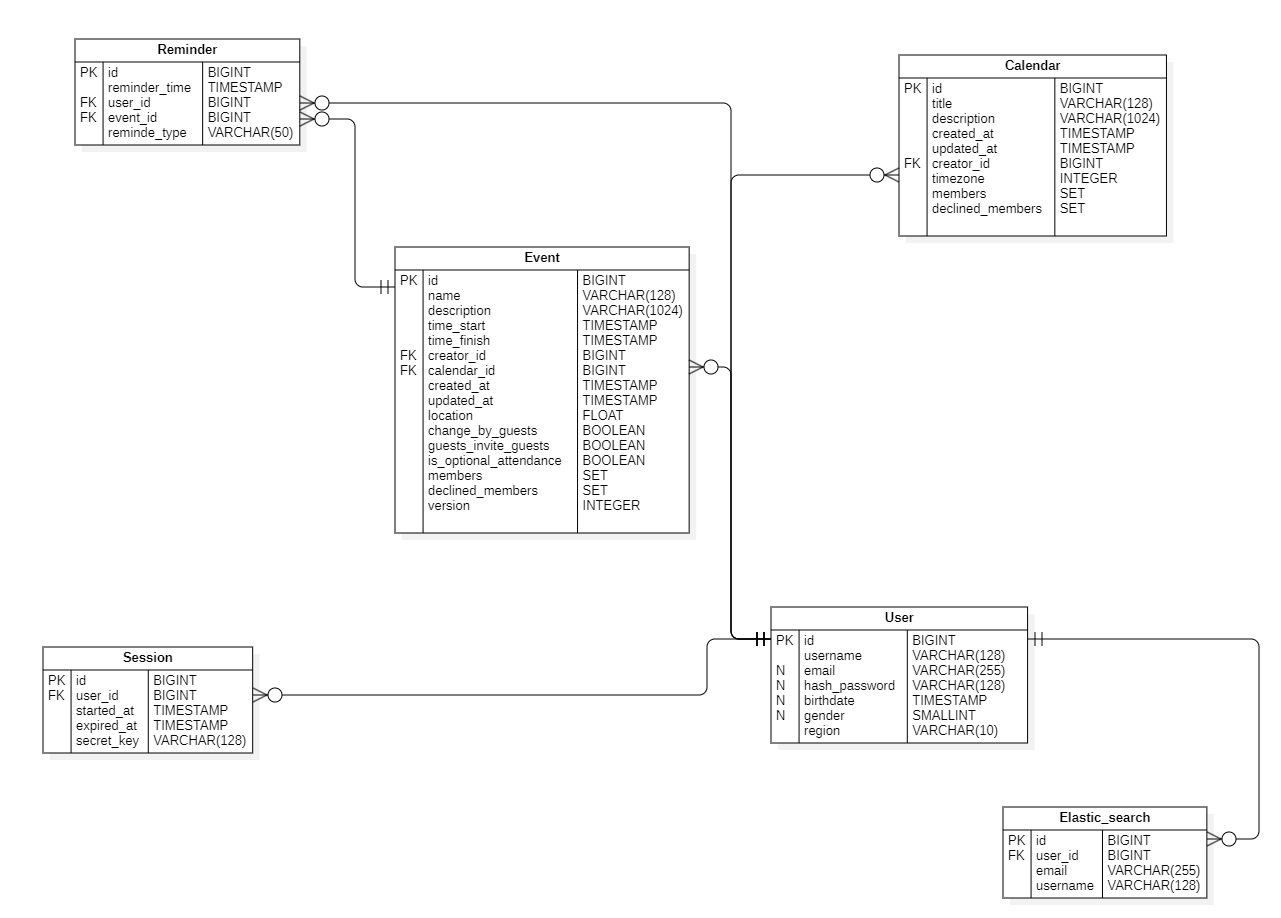 Reminder
PK id BIGINT
reminder_time TIMESTAMP
FK user_id BIGINT
FK event_id BIGINT
reminde_type VARCHAR(50)
Calendar
PK id BIGINT
title VARCHAR(128)
description VARCHAR(1024)
created_at TIMESTAMP
updated_at TIMESTAMP
FK creator_id BIGINT
timezone INTEGER
members SET
declined_members SET
Event
PK id BIGINT
name VARCHAR(128)
description VARCHAR(1024)
time_start TIMESTAMP
time_finish TIMESTAMP
FK creator_id BIGINT
FK calendar_id BIGINT
created_at TIMESTAMP
updated_at TIMESTAMP
location FLOAT
change_by_guests BOOLEAN
guests_invite_guests BOOLEAN
is_optional_attendance BOOLEAN
members SET
declined_members SET
version INTEGER
User
PK id BIGINT
username VARCHAR(128)
N email VARCHAR(255)
N hash_password VARCHAR(128)
N birthdate TIMESTAMP
N gender SMALLINT
region VARCHAR(10)
Session
PK id BIGINT
FK user_id BIGINT
started_at TIMESTAMP
expired_at TIMESTAMP
secret_key VARCHAR(128)
Elastic_search
PK id BIGINT
FK user_id BIGINT
email VARCHAR(255)
username VARCHAR(128)